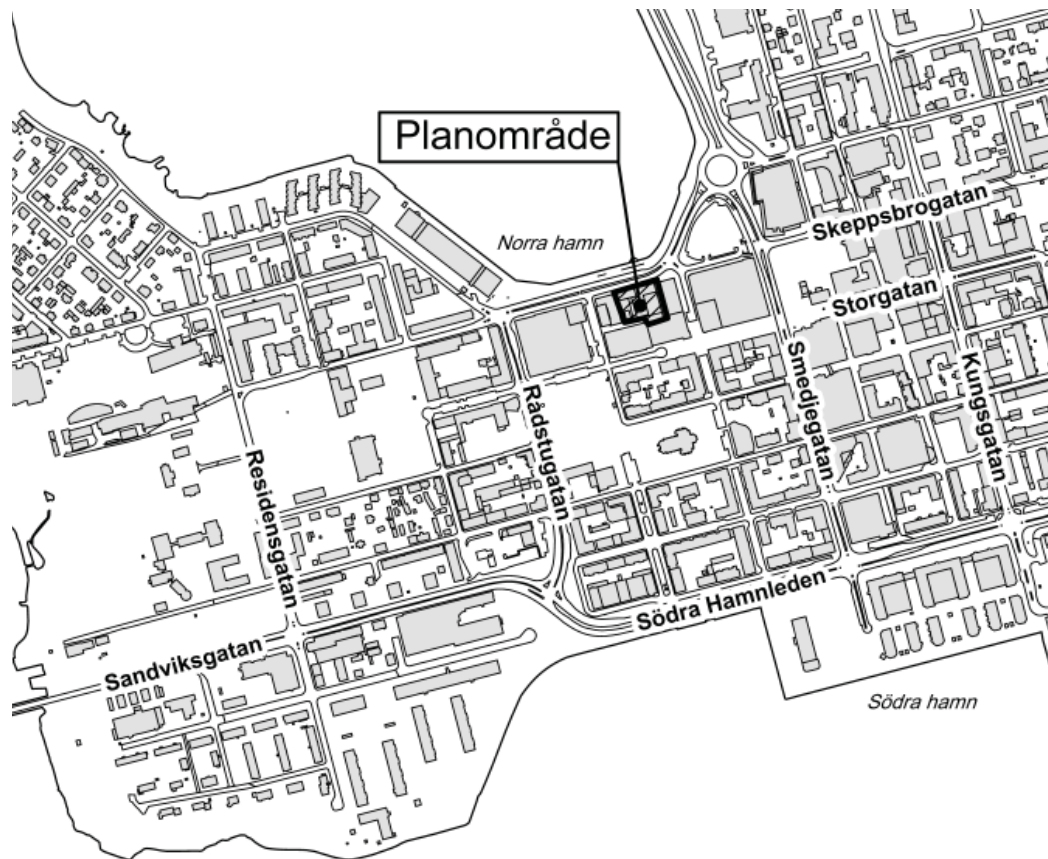 Planområde
Skeppsbrogatan
Norra hamn
Storgatan
Smedjegatan
Kungsgatan
Rådstugatan
Residensgatan
Södra Hamnleden
Sandviksgatan
Södra hamn